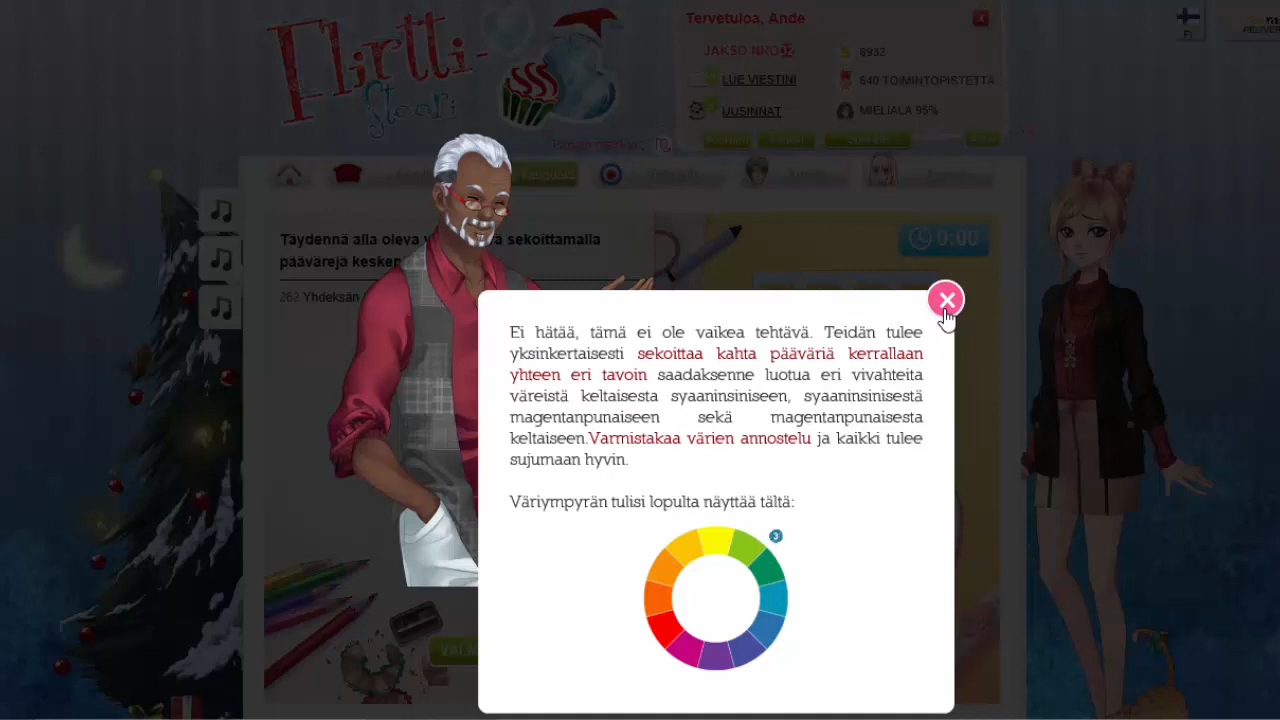 Flirtti-
Stoori
Tervetuloa, Ande
JAKSO NRO 12
8933
LUE VIESTINI
640 TOIMINTOPISTETTÄ
UUSINNAT
MIELIALA 95%
FI
Täydennä alla oleva sekoittamalla
päävärejä kesken
262 Yhdeksän
0:00
Ei hätää, tämä ei ole vaikea tehtävä. Teidän tulee
yksinkertaisesti sekoittaa kahta pääväriä kerrallaan
yhteen eri tavoin saadaksenne luotua eri vivahteita
väreistä keltaisesta syaaninsiniseen, syaaninsinisestä
magentanpunaiseen sekä magentanpunaisesta
keltaiseen.Varmistakaa värien annostelu ja kaikki tulee
sujumaan hyvin.
Väriympyrän tulisi lopulta näyttää tältä:
3